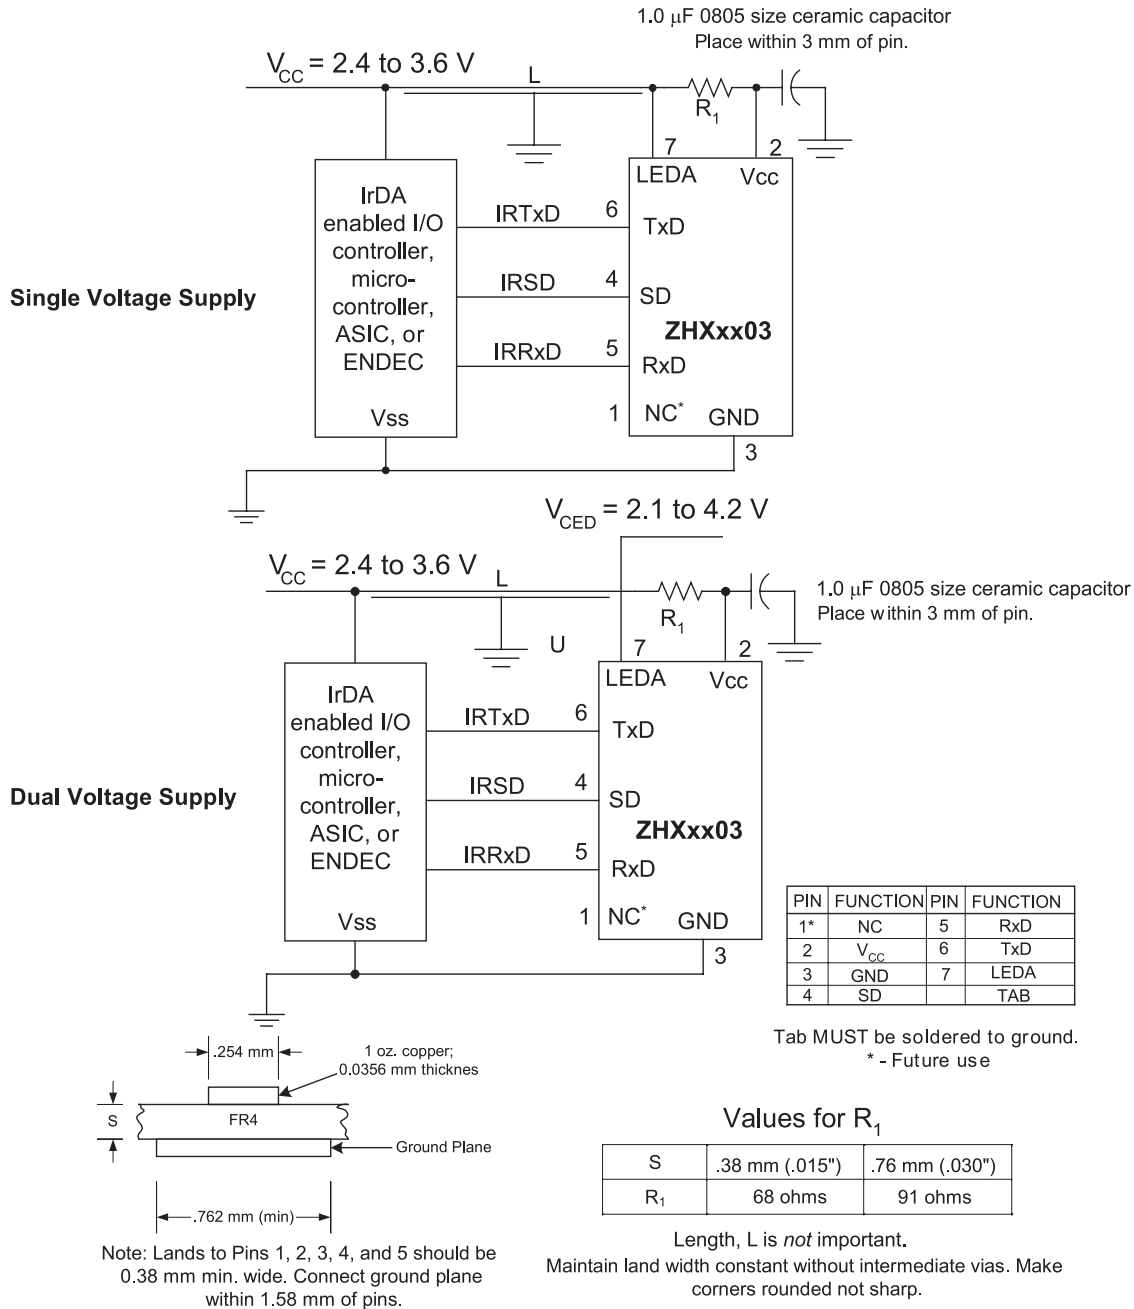 1.0 μF 0805 size ceramic capacitor
Place within 3 mm of pin.
VCC = 2.4 to 3.6 V
L
R1
7
2
LEDA
Vcc
IrDA
enabled I/O
controller,
micro-
controller,
ASIC, or
ENDEC
Vss
IRTxD
6
TxD
IRSD
4
SD
ZHXxx03
IRRxD
5
RxD
1
NC*
GND
3
Single Voltage Supply
VCED = 2.1 to 4.2 V
VCC = 2.4 to 3.6 V
L
R1
1.0 μF 0805 size ceramic capacitor
Place within 3 mm of pin.
U
7
2
LEDA
Vcc
IrDA
enabled I/O
controller,
micro-
controller,
ASIC, or
ENDEC
Vss
IRTxD
6
TxD
IRSD
4
SD
ZHXxx03
IRRxD
5
RxD
1
NC*
GND
3
Dual Voltage Supply
PIN FUNCTION PIN FUNCTION
1* NC 5 RxD
2 VCC 6 TxD
3 GND 7 LEDA
4 SD TAB
Tab MUST be soldered to ground.
* - Future use
.254 mm
1 oz. copper;
0.0356 mm thicknes
S
FR4
Ground Plane
.762 mm (min)
Note: Lands to Pins 1, 2, 3, 4, and 5 should be
0.38 mm min. wide. Connect ground plane
within 1.58 mm of pins.
Values for R1
S .38 mm (.015") .76 mm (.030")
R1 68 ohms 91 ohms
Length, L is not important.
Maintain land width constant without intermediate vias. Make
corners rounded not sharp.